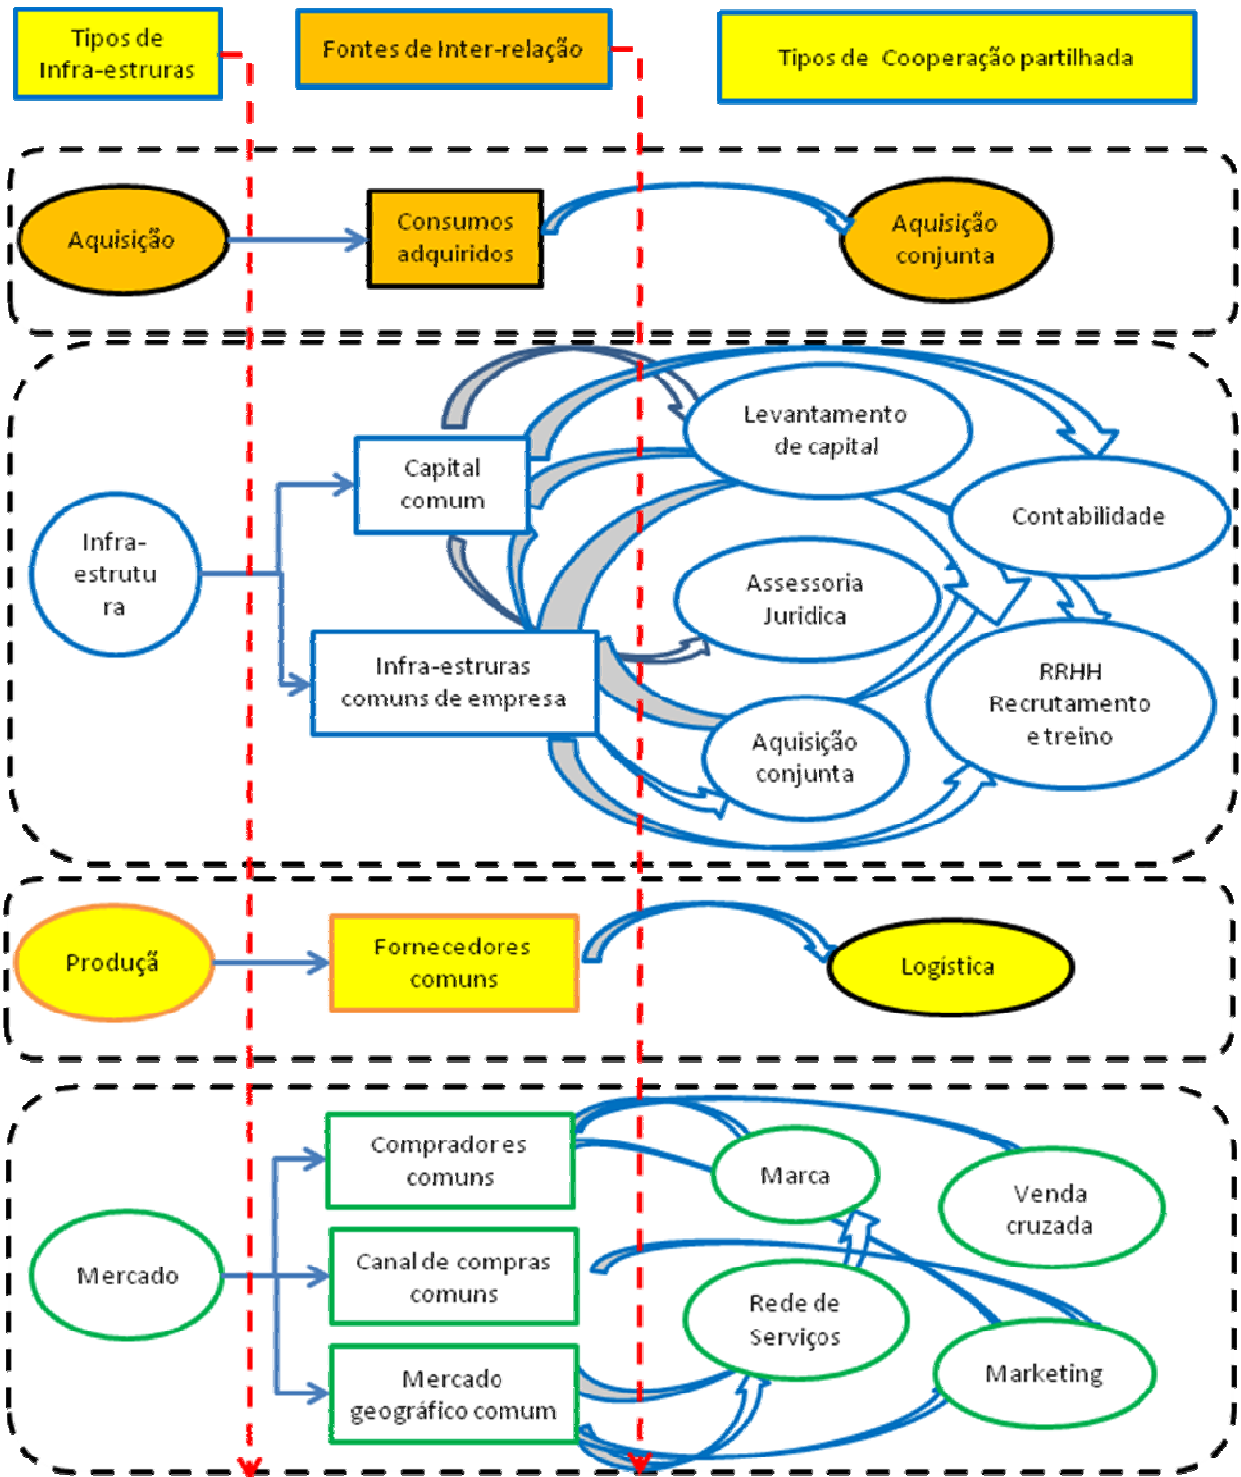 Tipos de
Infra-estruras
Fontes de Inter-relação
Tipos de Cooperação partilhada
Aquisição
Consumos
adquiridos
Aquisição
conjunta
Infra-
estrutu
ra
Capital
comum
Infra-estruras
comuns de empresa
Levantamento
de capital
Contabilidade
Assessoria
Juridica
RRHH
Recrutamento
e treino
Aquisição
conjunta
Produçã
Fornecedores
comuns
Logística
Mercado
Compradores
comuns
Canal de compras
comuns
Mercado
geográfico comum
Marca
Venda
cruzada
Rede de
Serviços
Marketing